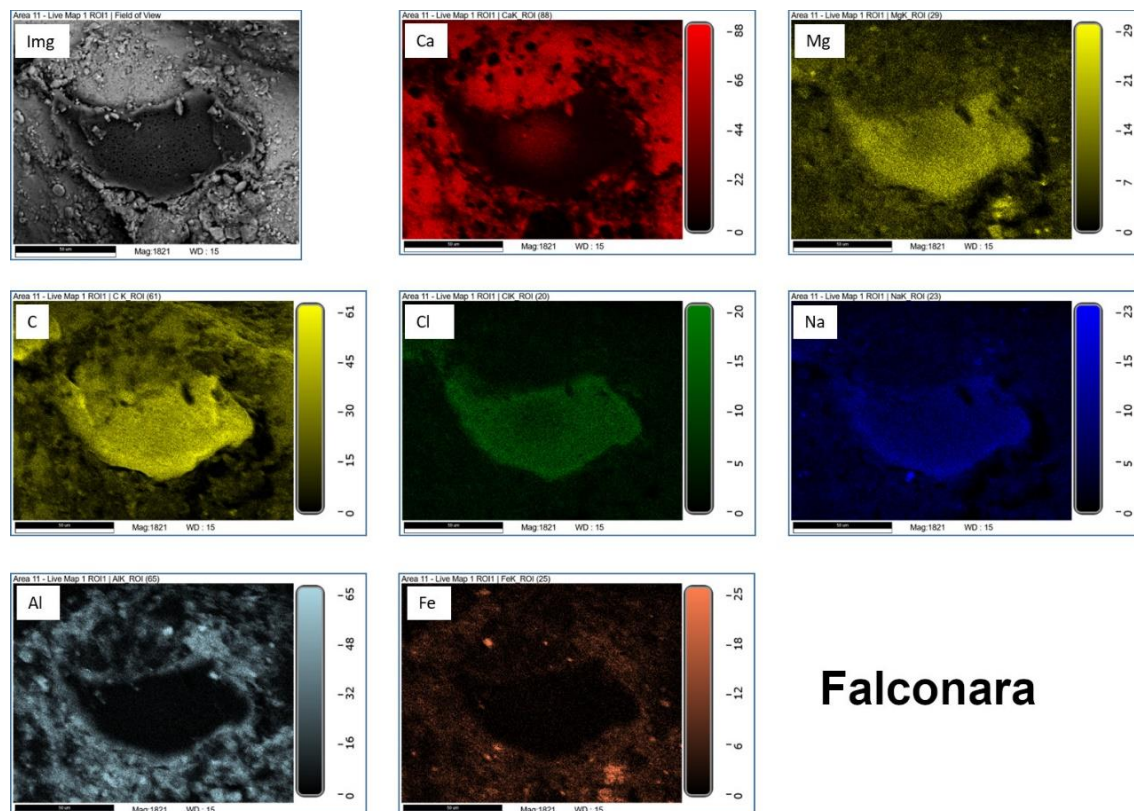 Area 11 - Live Map 1 ROI1 | Field of View
Img
Mag:1821 WD : 15
Area 11 - Live Map 1 ROI1 | CaK_ROI (88)
Ca
88
66
44
22
0
Mag:1821 WD : 15
Area 11 - Live Map 1 ROI1 | MgK_ROI (29)
Mg
29
21
14
7
0
Mag:1821 WD : 15
Area 11 - Live Map 1 ROI1 | C K_ROI (61)
C
61
45
30
15
0
Mag:1821 WD : 15
Area 11 - Live Map 1 ROI1 | ClK_ROI (20)
Cl
20
15
10
5
0
Mag:1821 WD : 15
Area 11 - Live Map 1 ROI1 | NaK_ROI (23)
Na
23
17
11
5
0
Mag:1821 WD : 15
Area 11 - Live Map 1 ROI1 | AlK_ROI (65)
Al
65
48
32
16
0
Mag:1821 WD : 15
Area 11 - Live Map 1 ROI1 | FeK_ROI (25)
Fe
25
18
12
6
0
Mag:1821 WD : 15
Falconara